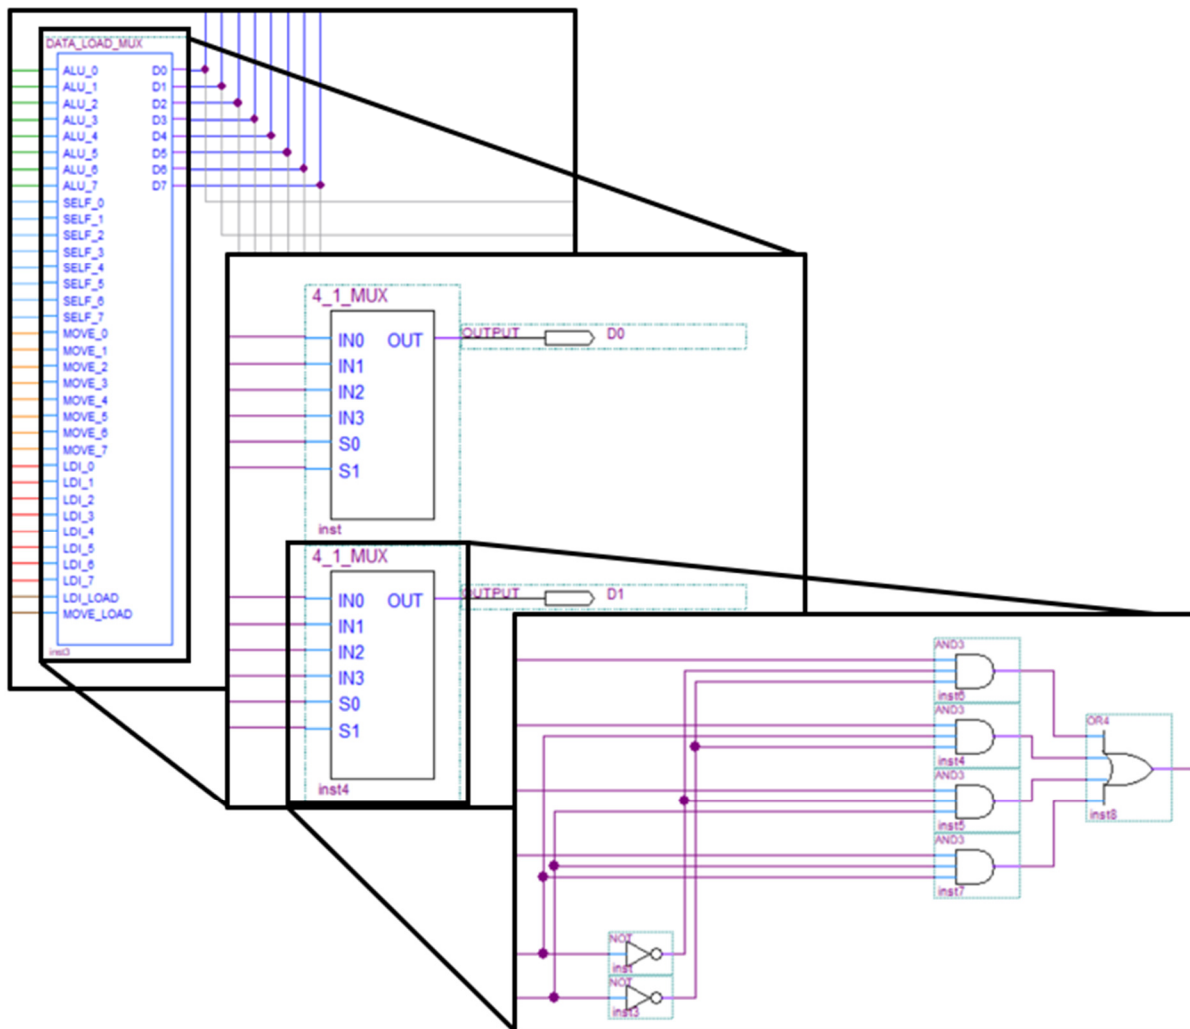 DATA_LOAD_MUX
ALU_0 D0
ALU_1 D1
ALU_2 D2
ALU_3 D3
ALU_4 D4
ALU_5 D5
ALU_6 D6
ALU_7 D7
SELF_0
SELF_1
SELF_2
SELF_3
SELF_4
SELF_5
SELF_6
SELF_7
MOVE_0
MOVE_1
MOVE_2
MOVE_3
MOVE_4
MOVE_5
MOVE_6
MOVE_7
LDI_0
LDI_1
LDI_2
LDI_3
LDI_4
LDI_5
LDI_6
LDI_7
LDI_LOAD
MOVE_LOAD
inst3
4_1_MUX
IN0 OUT OUTPUT D0
IN1
IN2
IN3
S0
S1
inst
4_1_MUX
IN0 OUT OUTPUT D1
IN1
IN2
IN3
S0
S1
inst4
AND3
inst6
AND3
inst4
AND3
inst5
AND3
inst7
OR4
inst8
NOT
inst
NOT
inst3